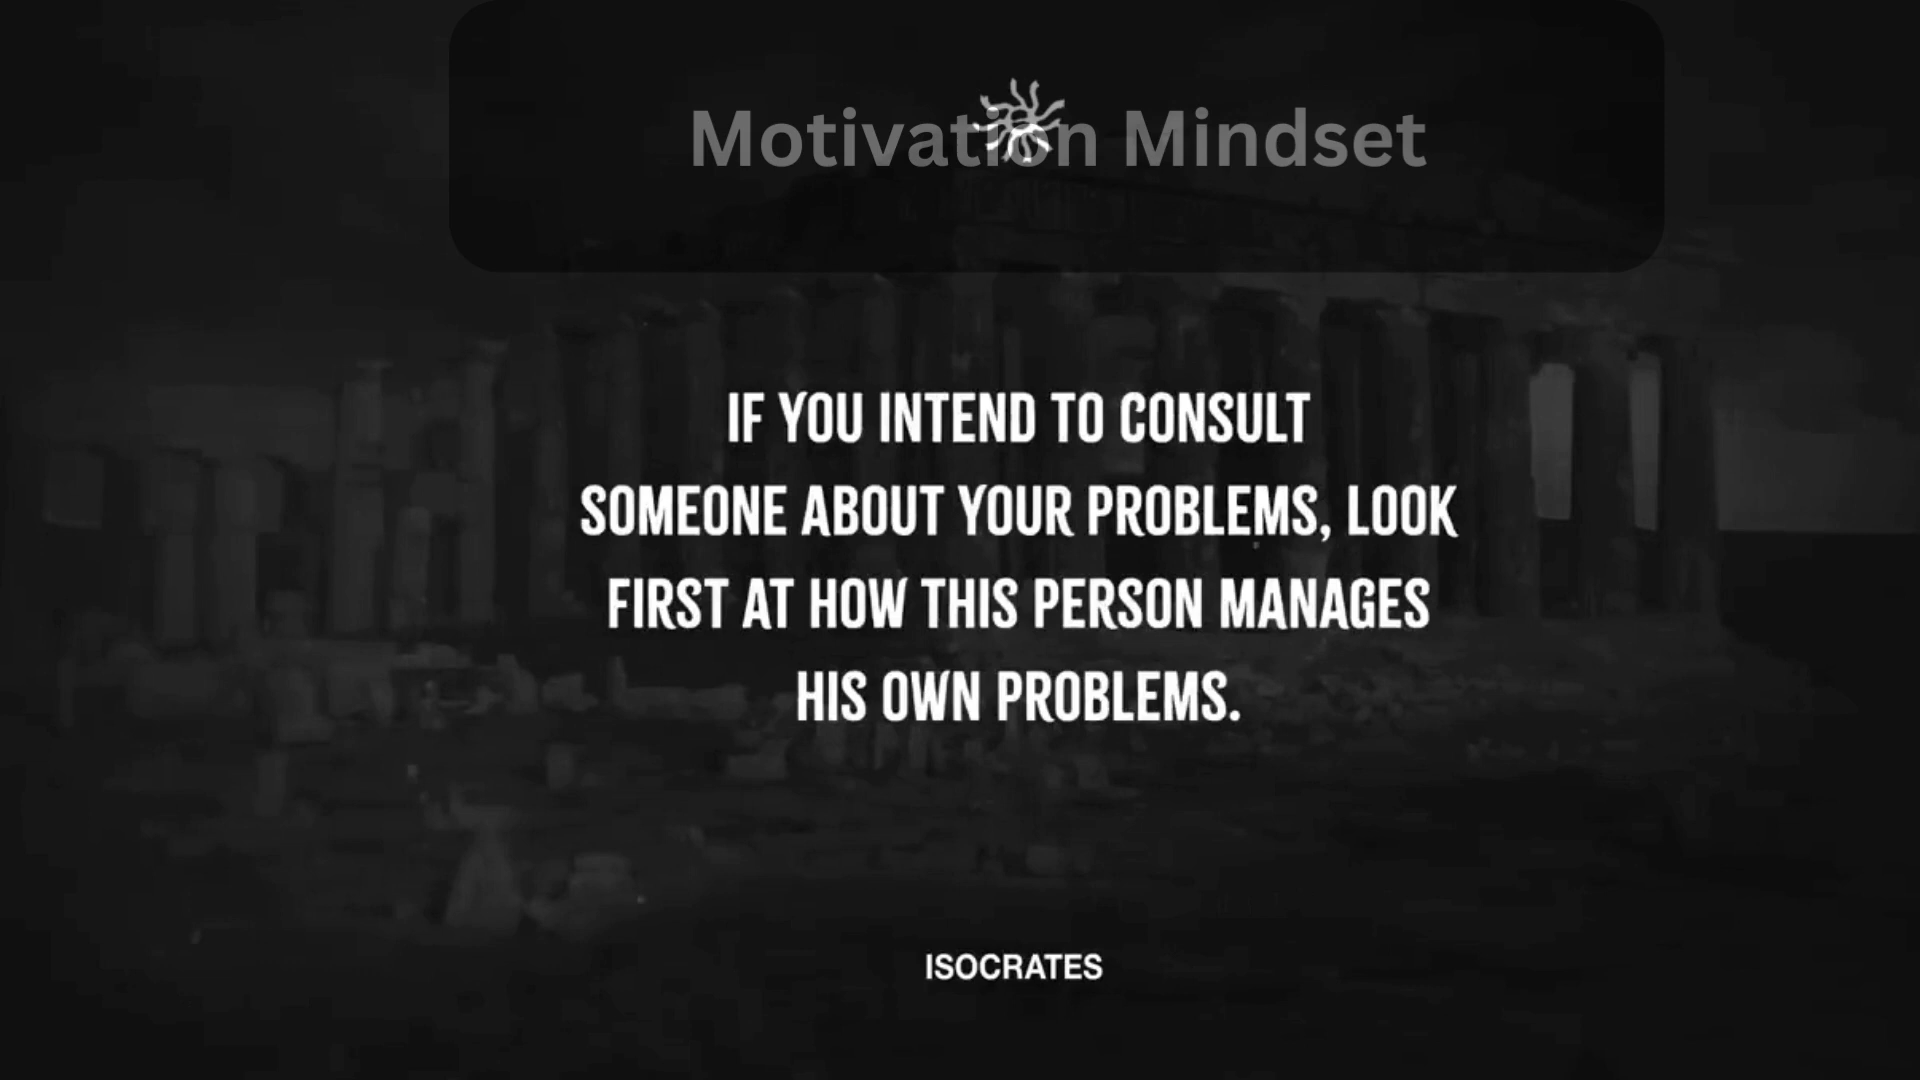 Motivation Mindset
IF YOU INTEND TO CONSULT
SOMEONE ABOUT YOUR PROBLEMS, LOOK
FIRST AT HOW THIS PERSON MANAGES
HIS OWN PROBLEMS.
ISOCRATES